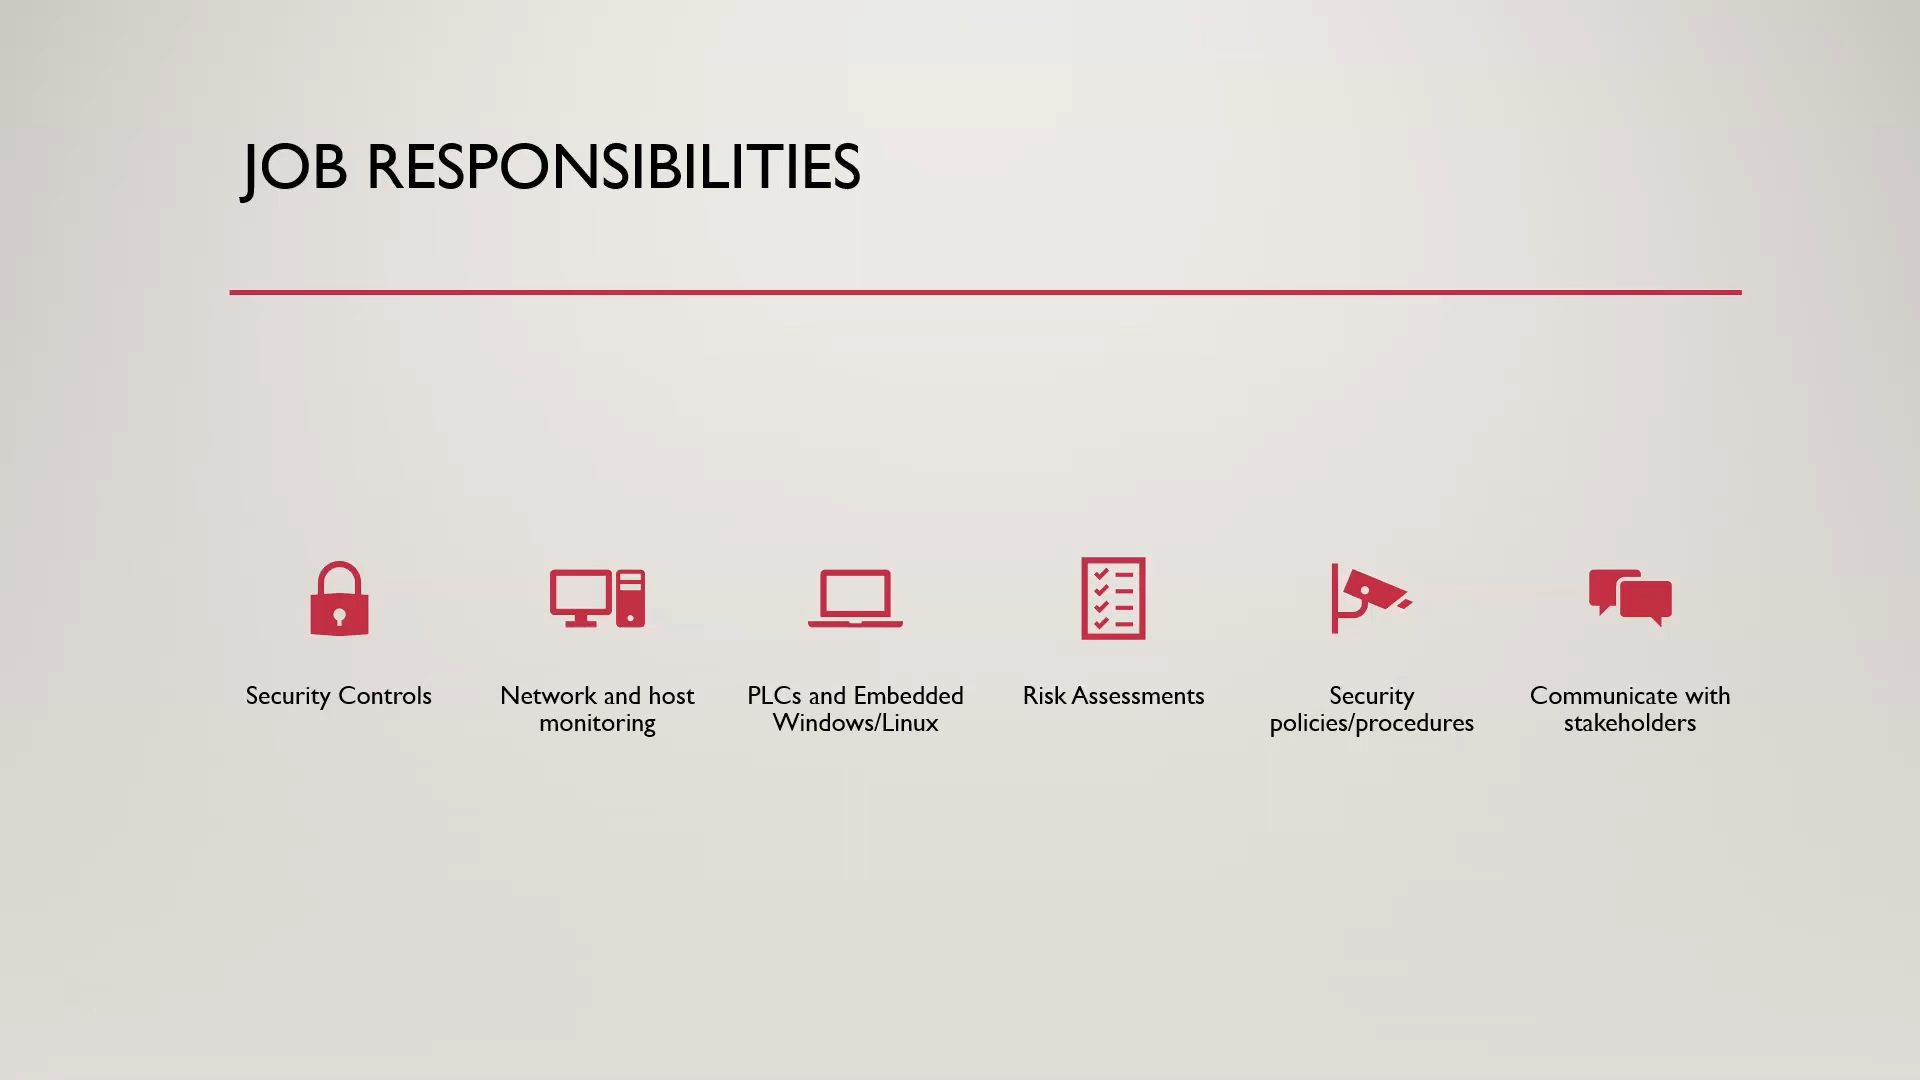 JOB RESPONSIBILITIES
Security Controls
Network and host
monitoring
PLCs and Embedded
Windows/Linux
Risk Assessments
Security
policies/procedures
Communicate with
stakeholders